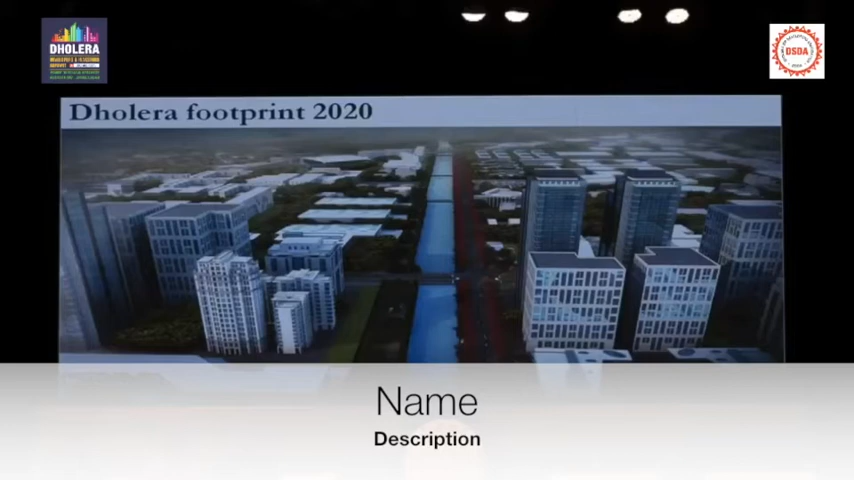 DHOLERA
DSDA
Dholera footprint 2020
Name
Description